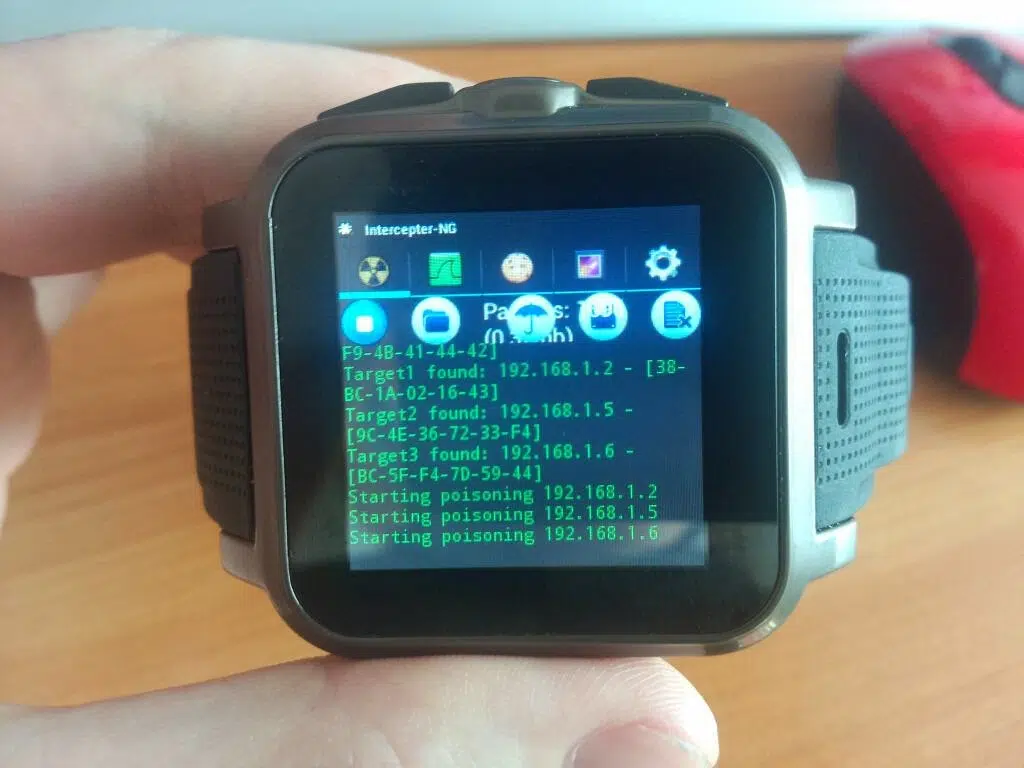 Intercepter-NG
F9-4B-41-44-42]
Target1 found: 192.168.1.2 - [38-
BC-1A-02-16-43]
Target2 found: 192.168.1.5 -
[9C-4E-36-72-33-F4]
Target3 found: 192.168.1.6 -
[BC-5F-F4-7D-59-44]
Starting poisoning 192.168.1.2
Starting poisoning 192.168.1.5
Starting poisoning 192.168.1.6